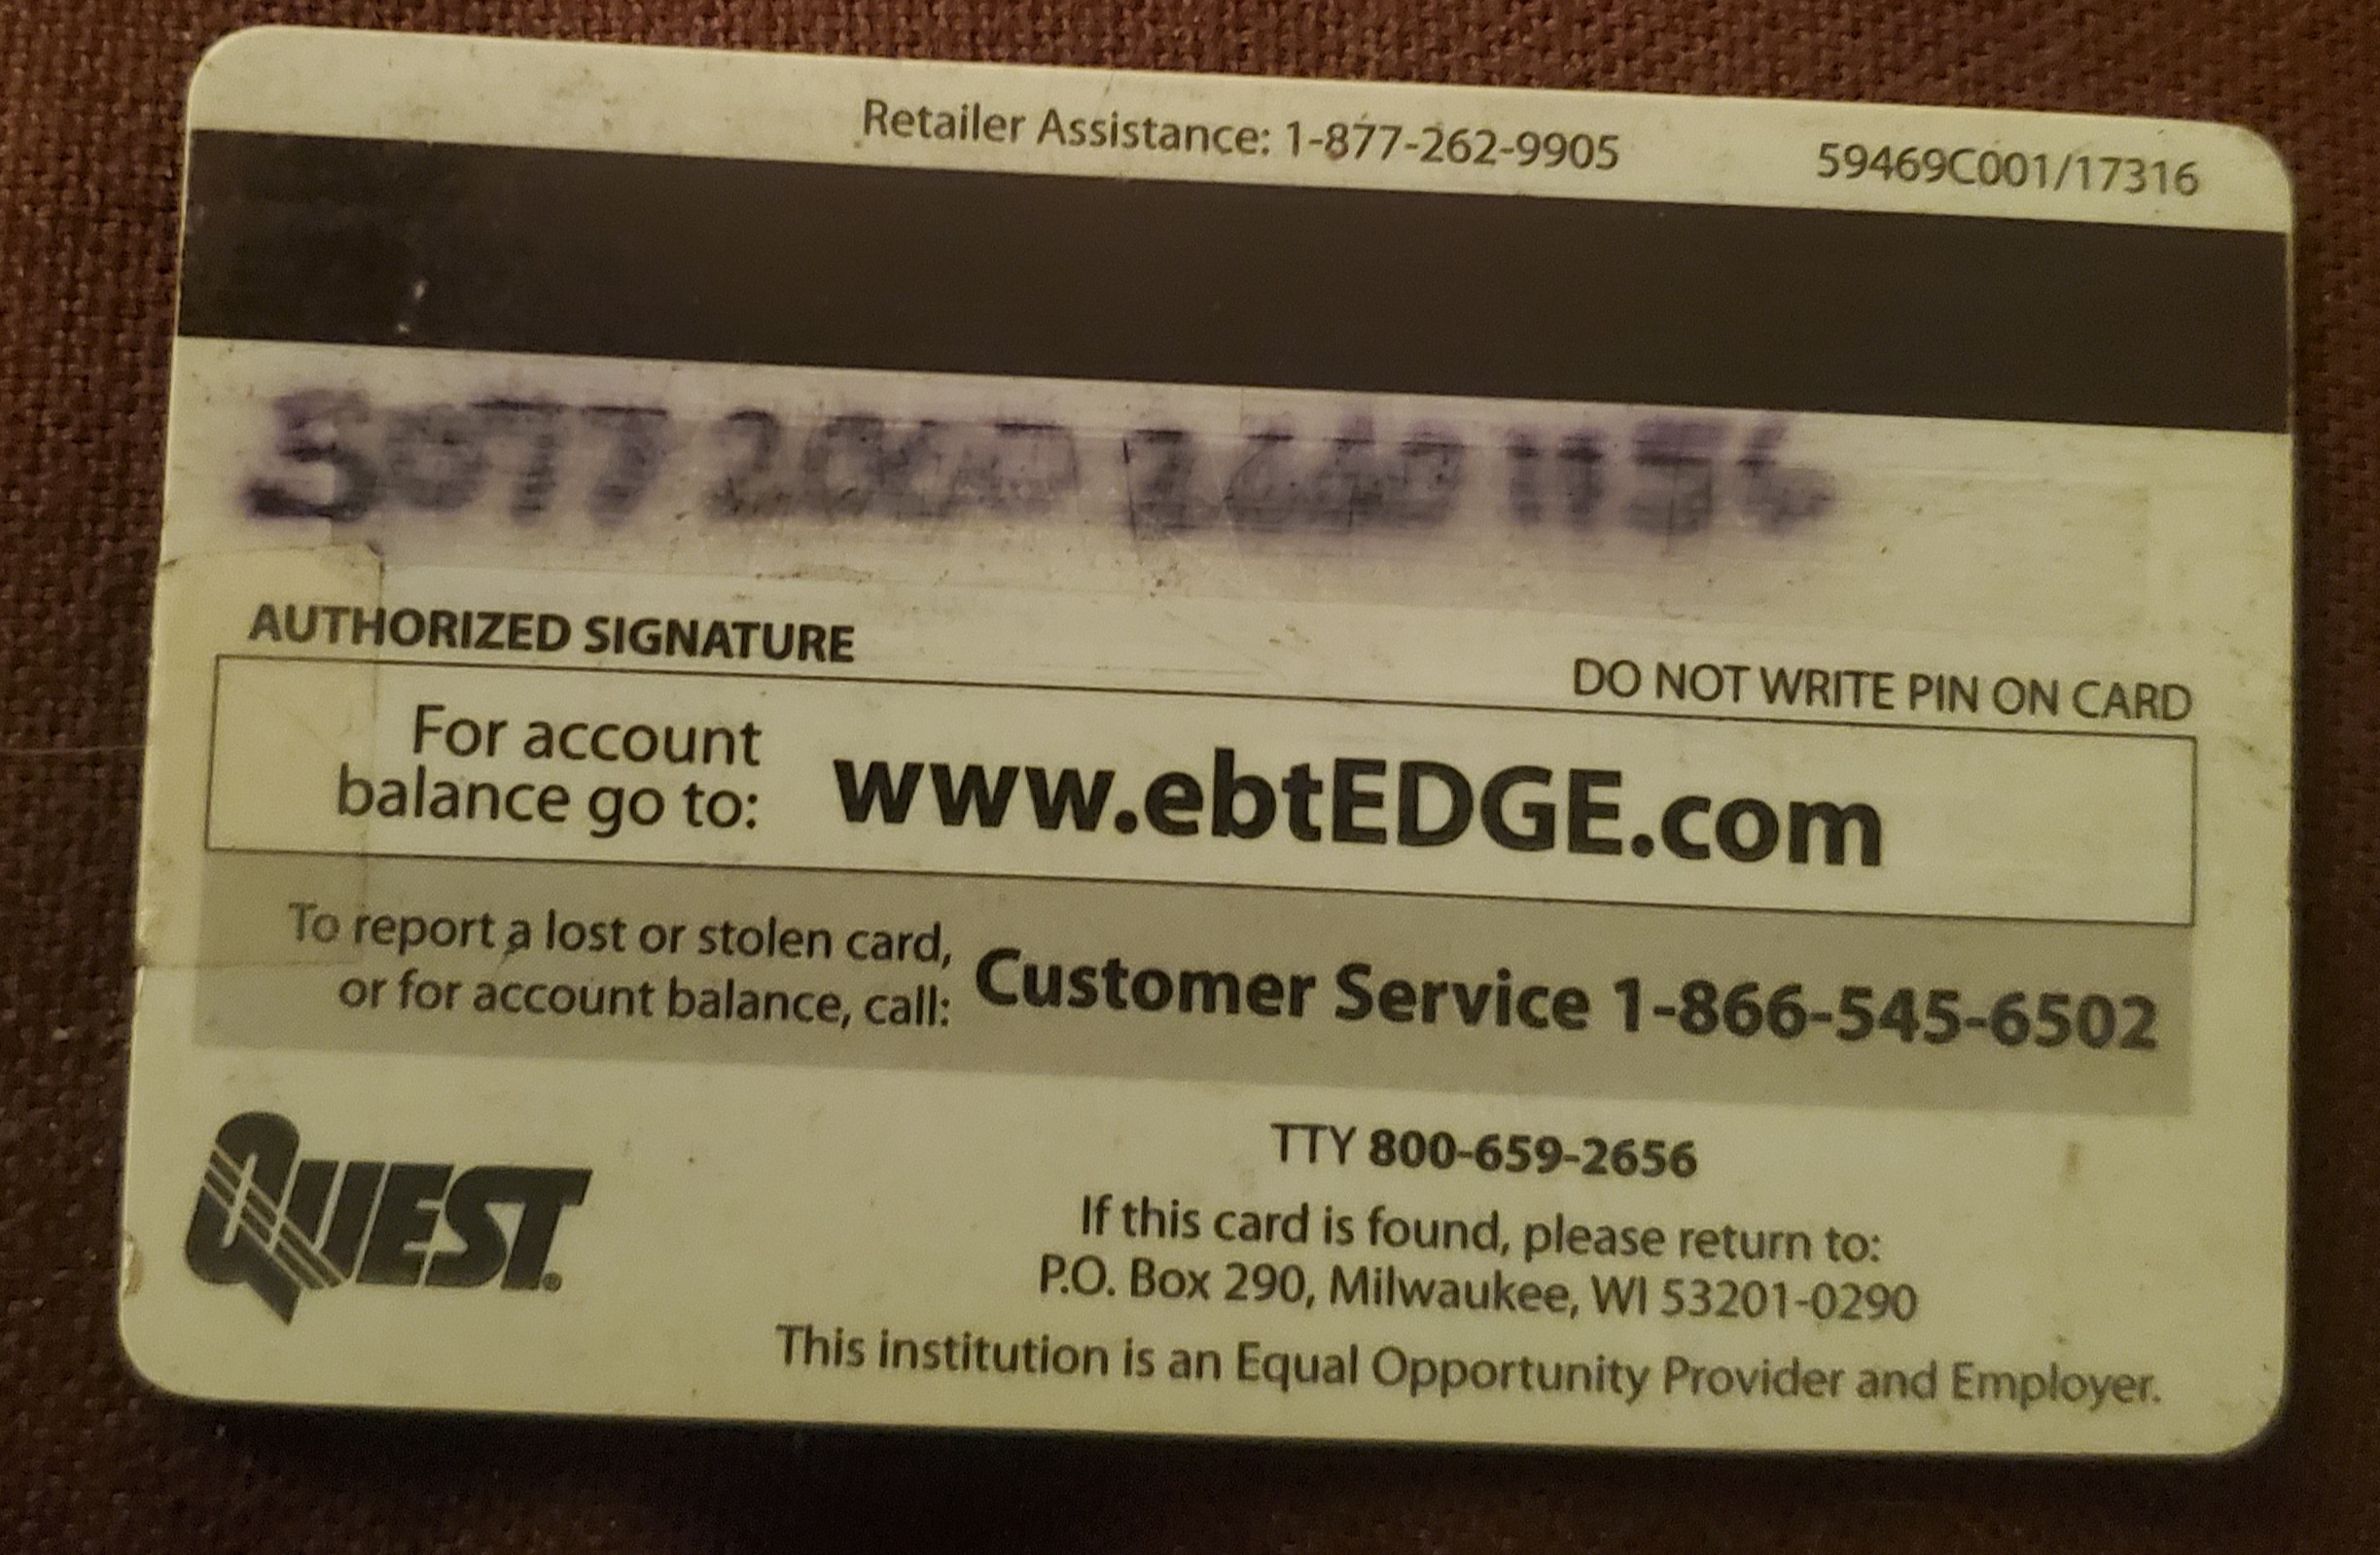 Retailer Assistance: 1-877-262-9905 59469C001/17316
AUTHORIZED SIGNATURE
DO NOT WRITE PIN ON CARD
For account
balance go to: www.ebtEDGE.com
To report a lost or stolen card,
or for account balance, call: Customer Service 1-866-545-6502
QUEST
TTY 800-659-2656
If this card is found, please return to:
P.O. Box 290, Milwaukee, WI 53201-0290
This institution is an Equal Opportunity Provider and Employer.